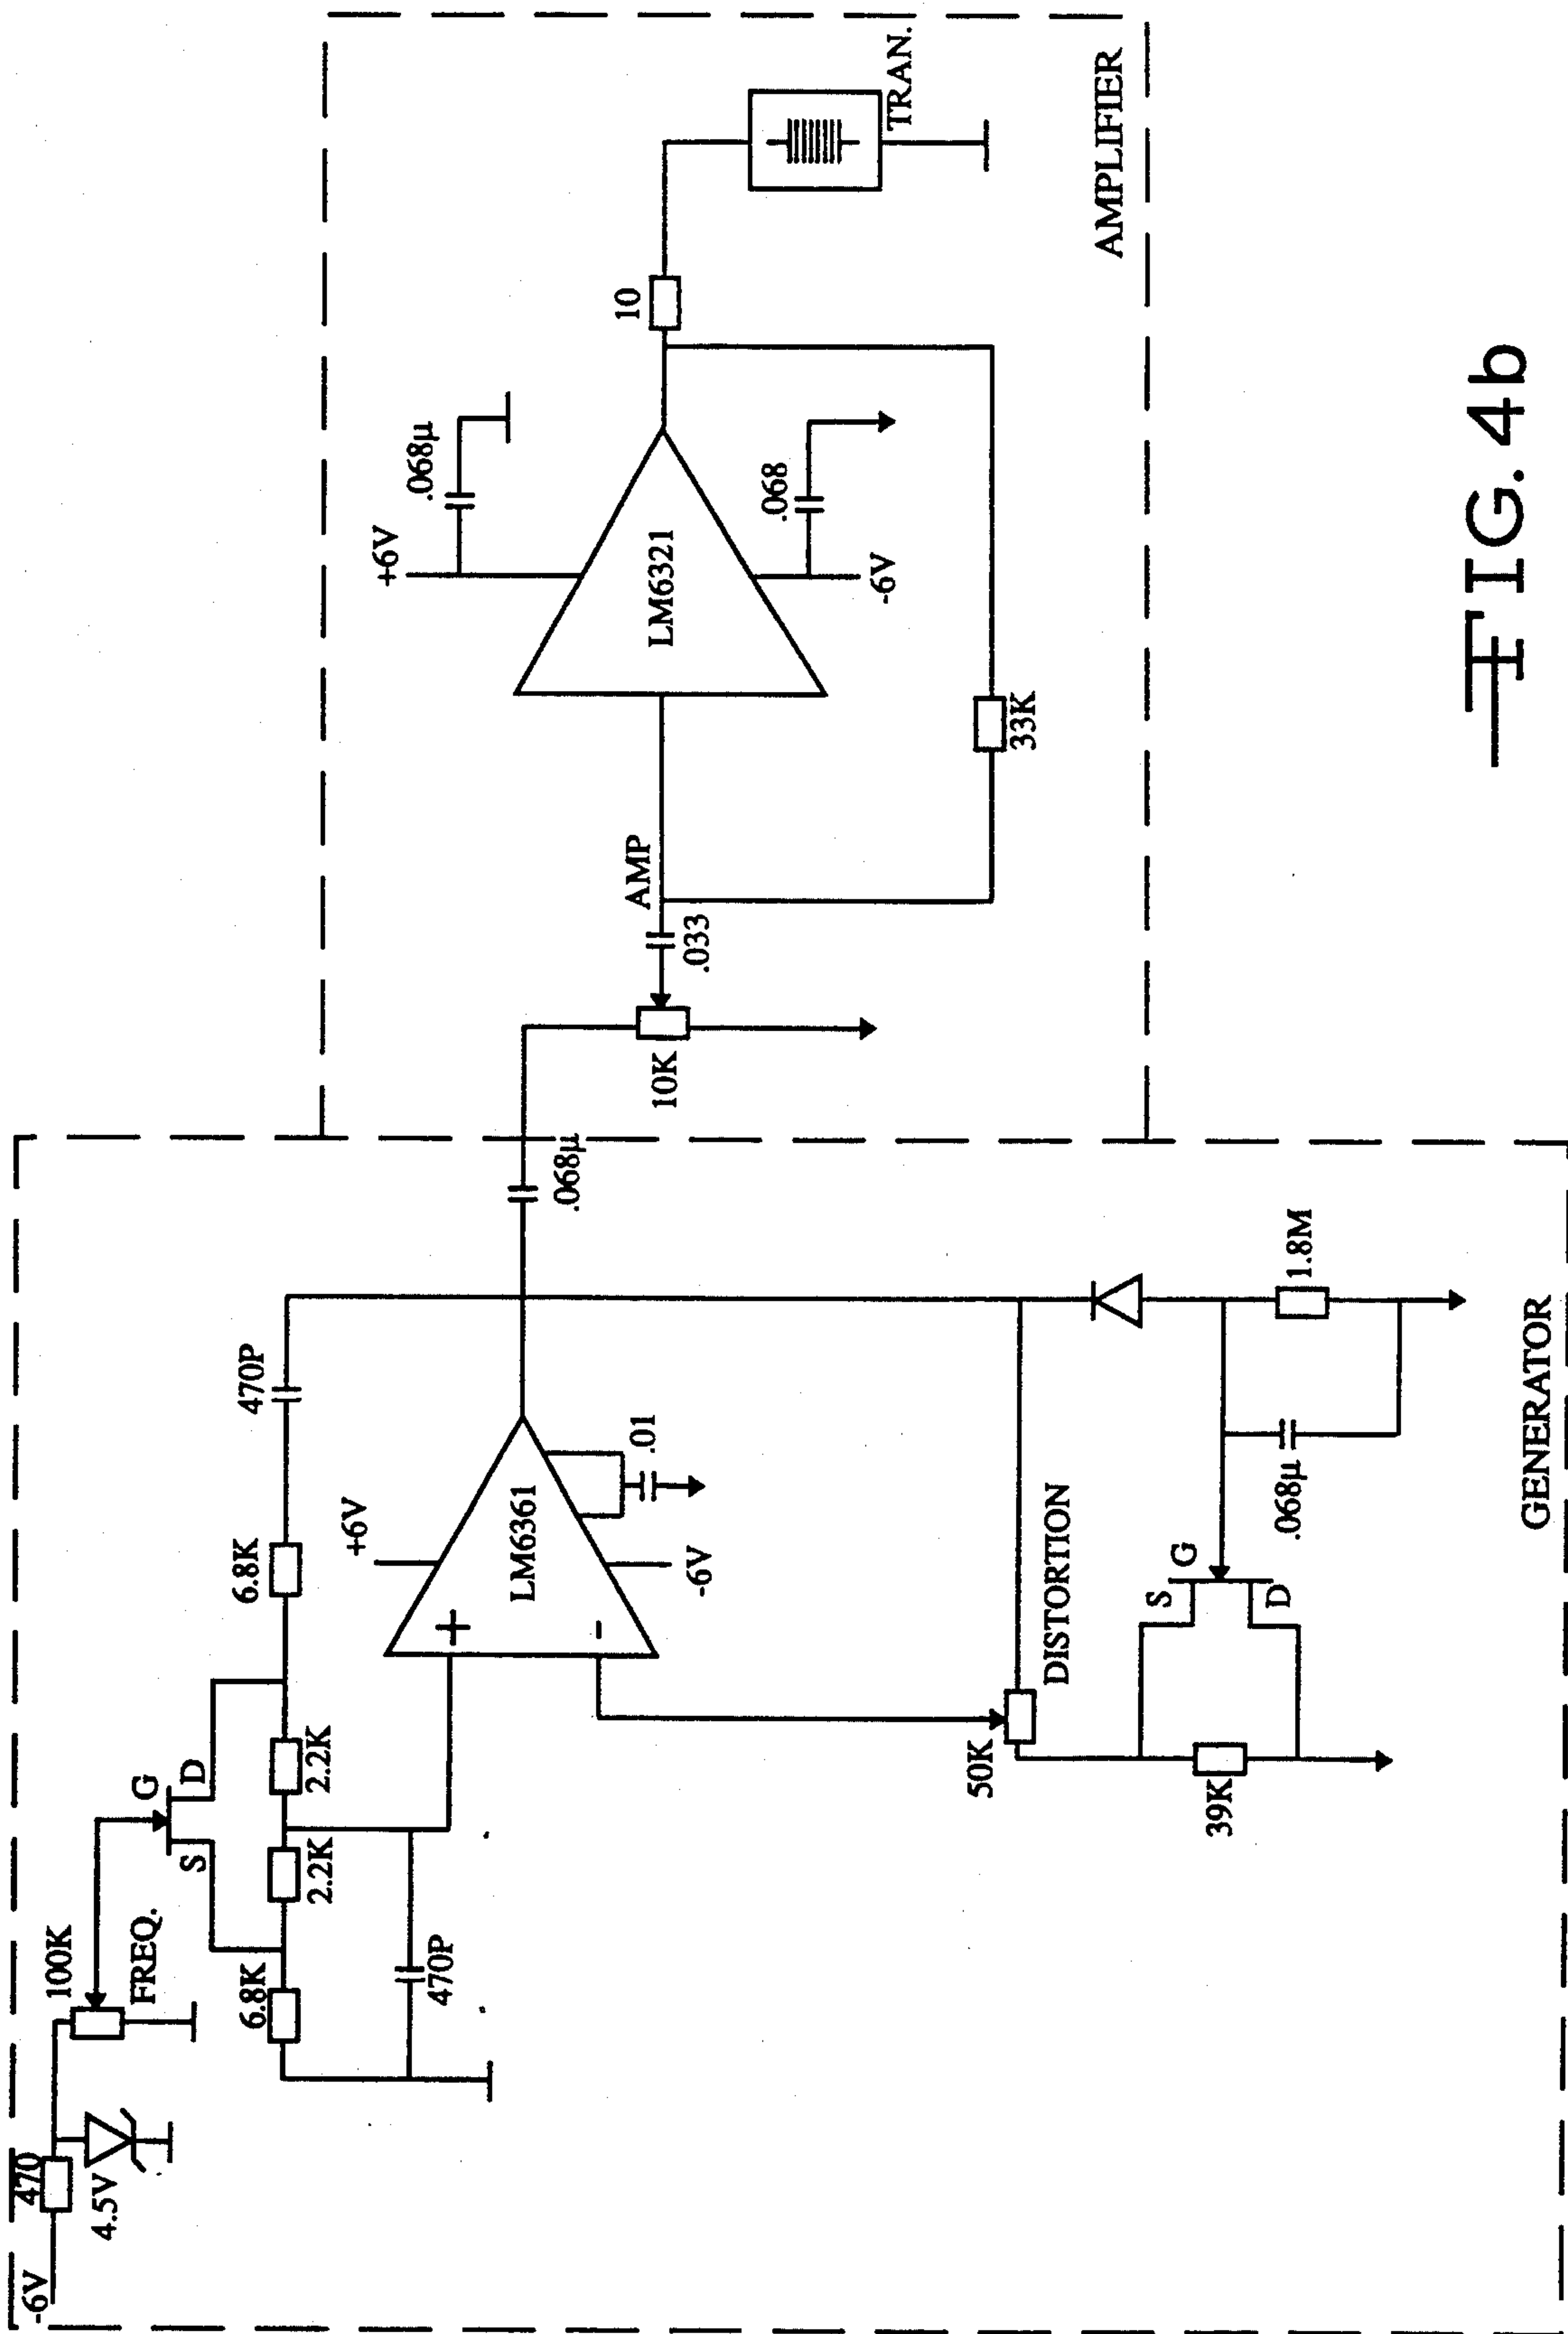 -6V
470
4.5V
100K
FREQ.
G
S
D
6.8K
2.2K
2.2K
6.8K
470P
470P
+6V
+
-
LM6361
-6V
.01
.068µ
50K
DISTORTION
39K
S
G
D
.068µ
1.8M
GENERATOR
10K
.033
AMP
+6V
.068µ
LM6321
-6V
.068
33K
10
TRAN.
AMPLIFIER
FIG. 4b